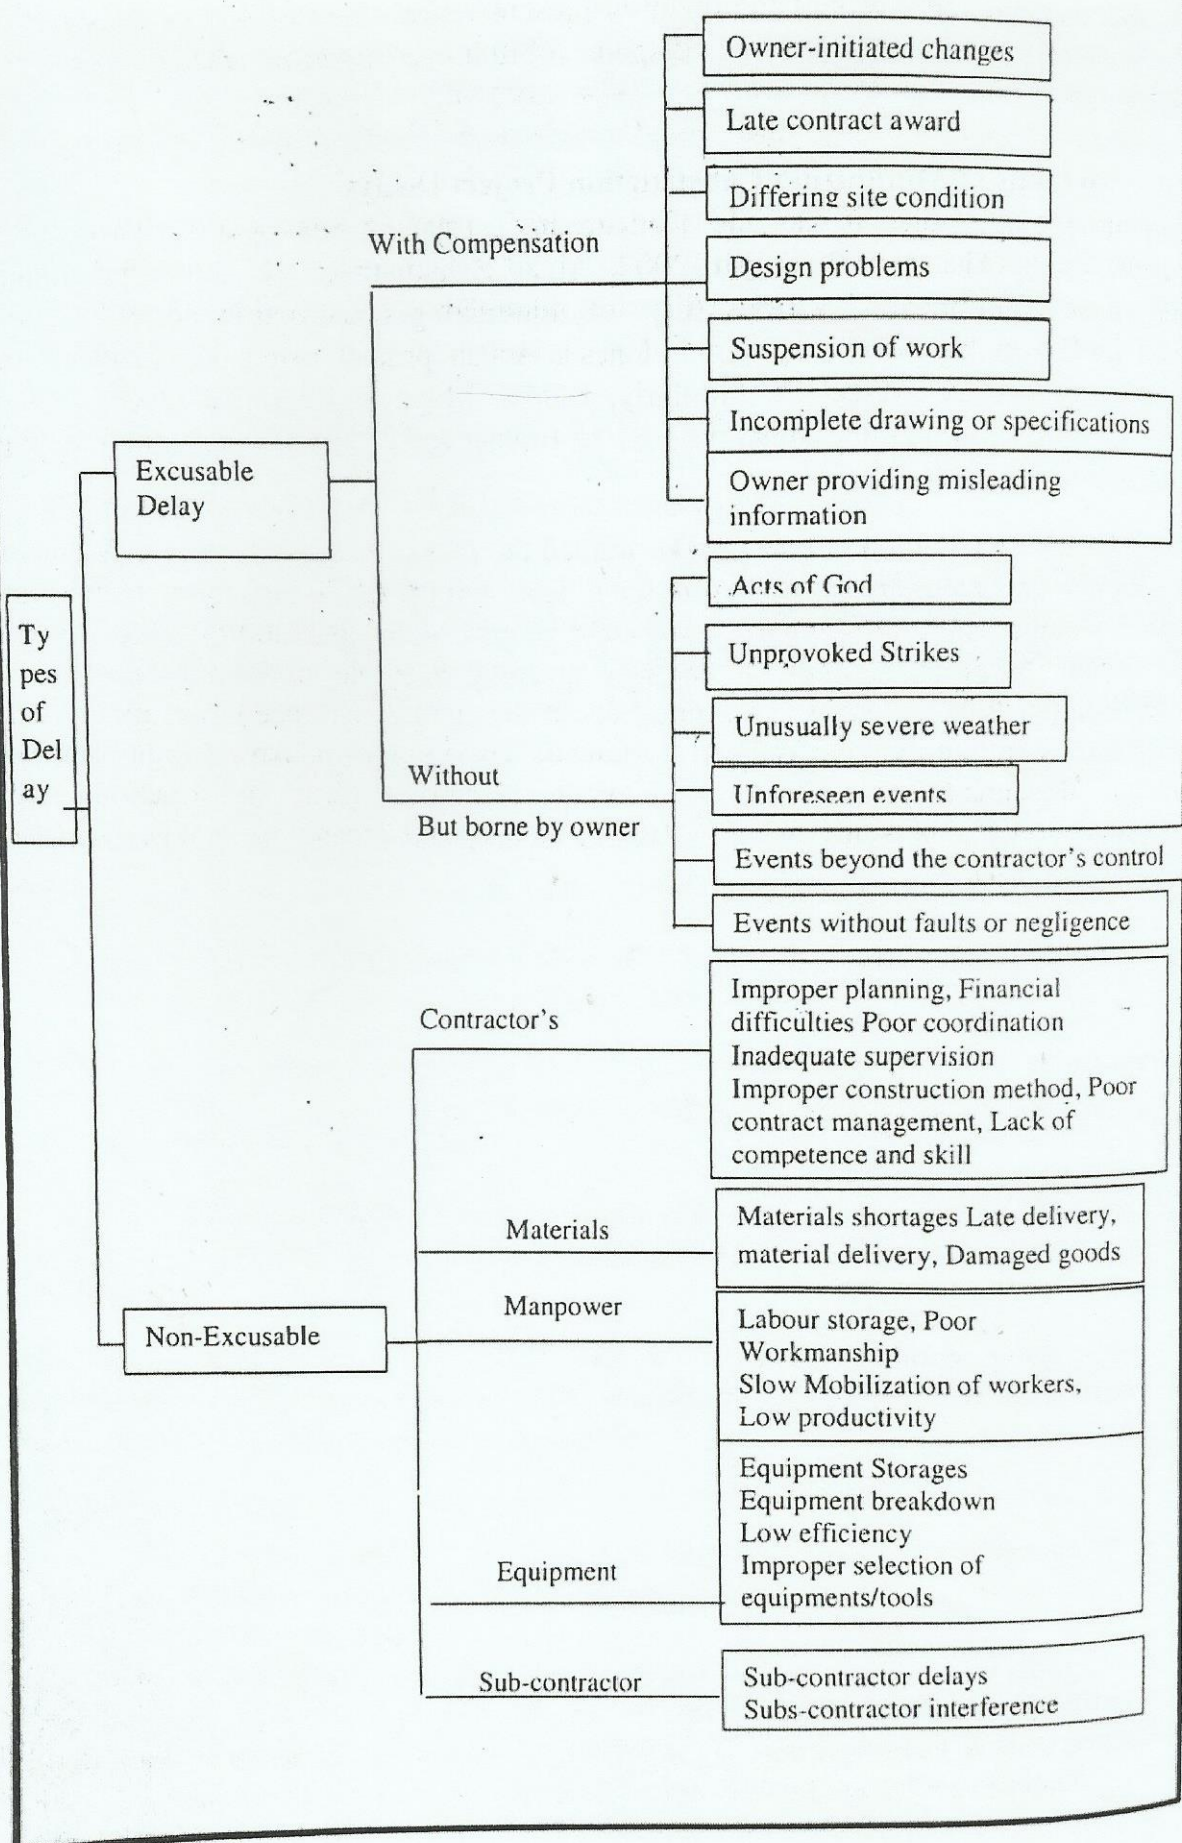 Owner-initiated changes
Late contract award
Differing site condition
With Compensation
Design problems
Suspension of work
Incomplete drawing or specifications
Excusable
Delay
Owner providing misleading
information
Acts of God
Ty
pes
of
Del
ay
Unprovoked Strikes
Unusually severe weather
Without
Unforeseen events
But borne by owner
Events beyond the contractor's control
Events without faults or negligence
Contractor's
Improper planning, Financial
difficulties Poor coordination
Inadequate supervision
Improper construction method, Poor
contract management, Lack of
competence and skill
Materials
Materials shortages Late delivery,
material delivery, Damaged goods
Manpower
Non-Excusable
Labour storage, Poor
Workmanship
Slow Mobilization of workers,
Low productivity
Equipment
Equipment Storages
Equipment breakdown
Low efficiency
Improper selection of
equipments/tools
Sub-contractor
Sub-contractor delays
Subs-contractor interference